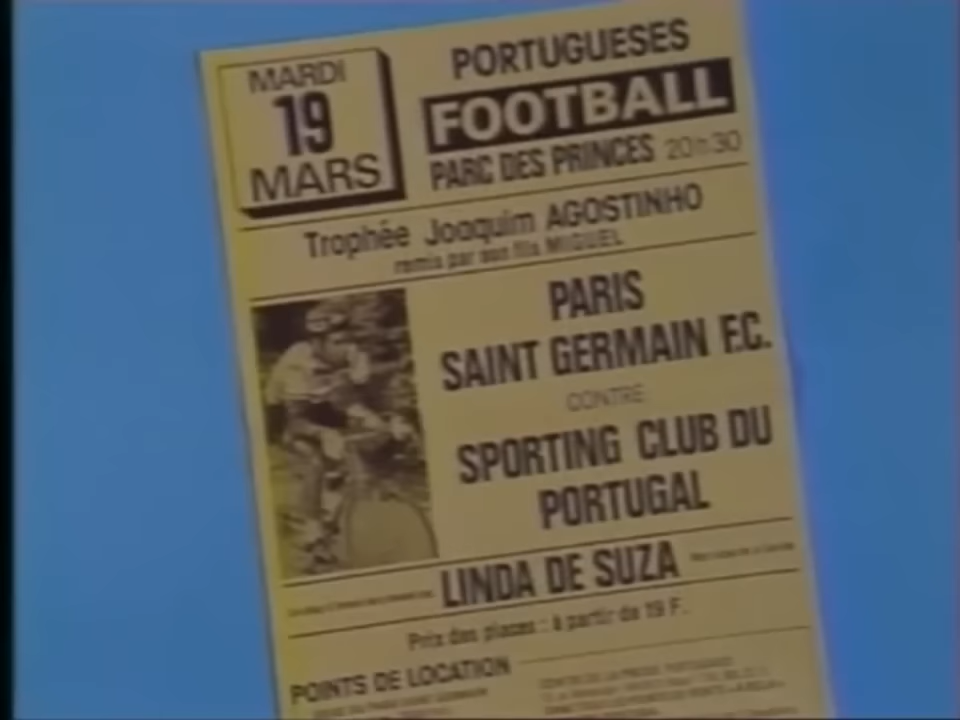 MARDI
19
MARS
PORTUGUESES
FOOTBALL
PARC DES PRINCES 20h30
Trophée Joaquim AGOSTINHO
remis par son fils MIGUEL
PARIS
SAINT GERMAIN F.C.
CONTRE
SPORTING CLUB DU
PORTUGAL
LINDA DE SUZA
Prix des places : à partir de 19 F.
POINTS DE LOCATION